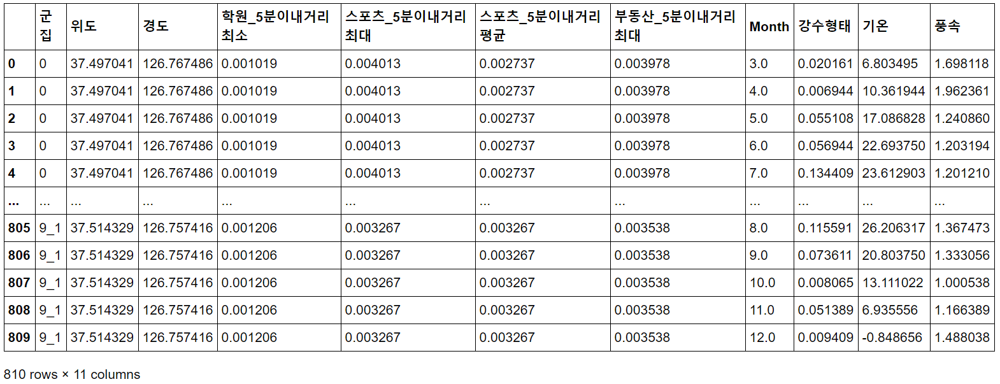 군집 위도 경도 학원_5분이내거리최소 스포츠_5분이내거리최대 스포츠_5분이내거리평균 부동산_5분이내거리최대 Month 강수형태 기온 풍속
0 0 37.497041 126.767486 0.001019 0.004013 0.002737 0.003978 3.0 0.020161 6.803495 1.698118
1 0 37.497041 126.767486 0.001019 0.004013 0.002737 0.003978 4.0 0.006944 10.361944 1.962361
2 0 37.497041 126.767486 0.001019 0.004013 0.002737 0.003978 5.0 0.055108 17.086828 1.240860
3 0 37.497041 126.767486 0.001019 0.004013 0.002737 0.003978 6.0 0.056944 22.693750 1.203194
4 0 37.497041 126.767486 0.001019 0.004013 0.002737 0.003978 7.0 0.134409 23.612903 1.201210
... ... ... ... ... ... ... ... ... ... ... ...
805 9_1 37.514329 126.757416 0.001206 0.003267 0.003267 0.003538 8.0 0.115591 26.206317 1.367473
806 9_1 37.514329 126.757416 0.001206 0.003267 0.003267 0.003538 9.0 0.073611 20.803750 1.333056
807 9_1 37.514329 126.757416 0.001206 0.003267 0.003267 0.003538 10.0 0.008065 13.111022 1.000538
808 9_1 37.514329 126.757416 0.001206 0.003267 0.003267 0.003538 11.0 0.051389 6.935556 1.166389
809 9_1 37.514329 126.757416 0.001206 0.003267 0.003267 0.003538 12.0 0.009409 -0.848656 1.488038
810 rows × 11 columns